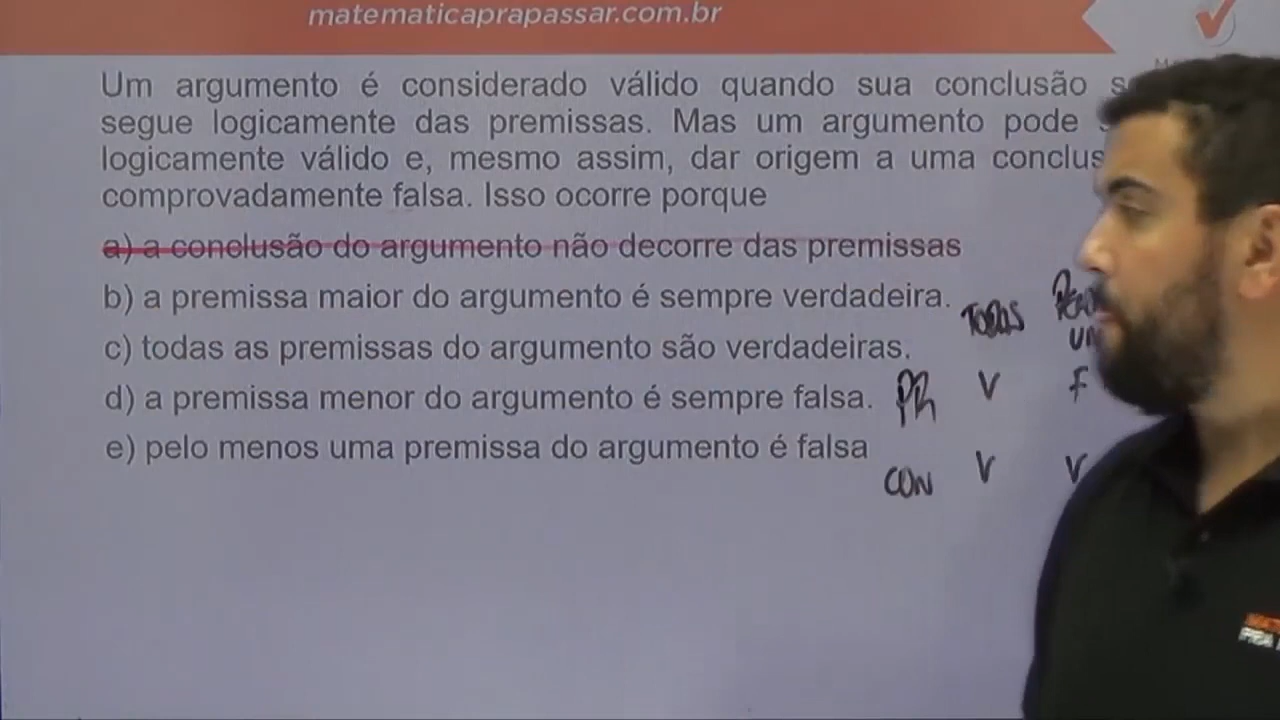 matematicaprapassar.com.br
Um argumento é considerado válido quando sua conclusão
segue logicamente das premissas. Mas um argumento pode
logicamente válido e, mesmo assim, dar origem a uma
comprovadamente falsa. Isso ocorre porque
a) a conclusão do argumento não decorre das premissas
b) a premissa maior do argumento é sempre verdadeira.
TODAS
c) todas as premissas do argumento são verdadeiras.
d) a premissa menor do argumento é sempre falsa. PR V F
e) pelo menos uma premissa do argumento é falsa
CON V V